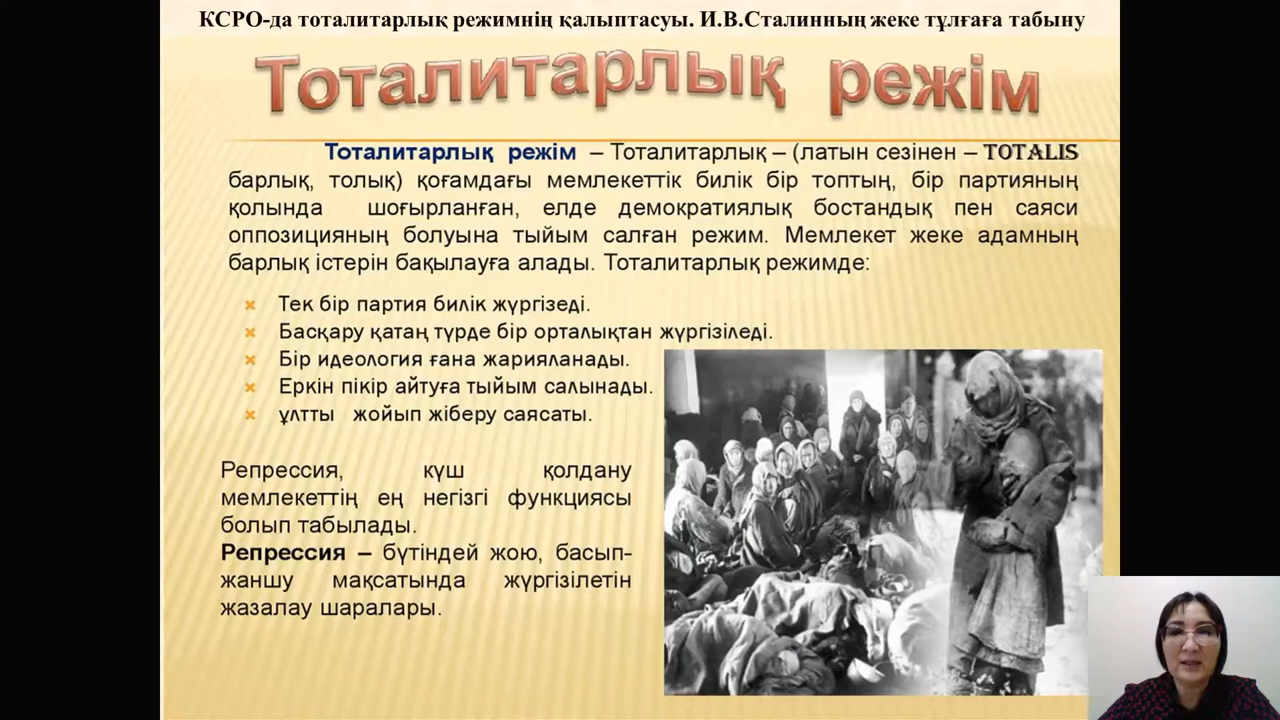 КСРО-да тоталитарлық режимнің қалыптасуы. И.В.Сталинның жеке тұлғаға табыну
Тоталитарлық режім
Тоталитарлық режім – Тоталитарлық – (латын сезінен – TOTALIS
барлық, толық) қоғамдағы мемлекеттік билік бір топтың, бір партияның
қолында шоғырланған, елде демократиялық бостандық пен саяси
оппозицияның болуына тыйым салған режим. Мемлекет жеке адамның
барлық істерін бақылауға алады. Тоталитарлық режимде:
Тек бір партия билік жүргізеді.
Басқару қатаң түрде бір орталықтан жүргізіледі.
Бір идеология ғана жарияланады.
Еркін пікір айтуға тыйым салынады.
ұлтты жойып жіберу саясаты.
Репрессия, күш қолдану
мемлекеттің ең негізгі функциясы
болып табылады.
Репрессия – бүтіндей жою, басып-
жаншу мақсатында жүргізілетін
жазалау шаралары.